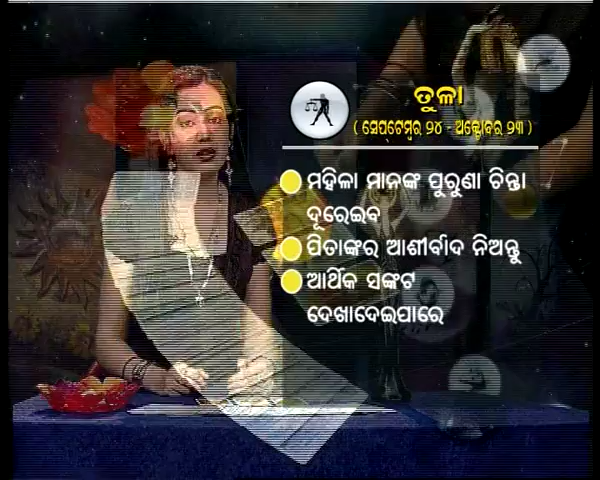 ତୁଳା
( ସେପ୍ଟେମ୍ବର ୨୪ - ଅକ୍ଟୋବର ୨୩ )
ମହିଳା ମାନଙ୍କ ପୁରୁଣା ଚିନ୍ତା
ଦୂରେଇବ
ପିତାଙ୍କର ଆଶୀର୍ବାଦ ନିଅନ୍ତୁ
ଆର୍ଥିକ ସଙ୍କଟ
ଦେଖାଦେଇପାରେ